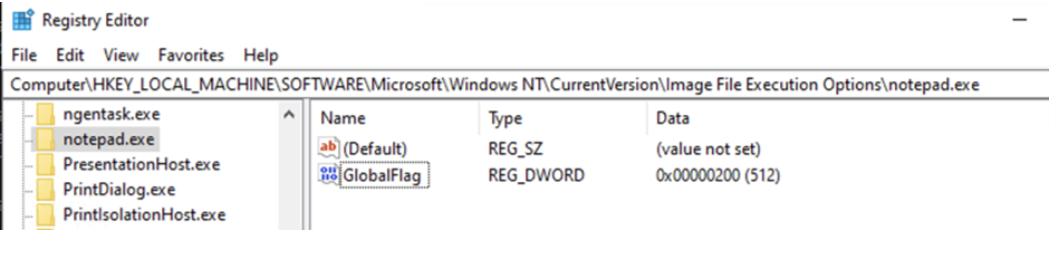 Registry Editor
File Edit View Favorites Help
Computer\HKEY_LOCAL_MACHINE\SOFTWARE\Microsoft\Windows NT\CurrentVersion\Image File Execution Options\notepad.exe
ngentask.exe
notepad.exe
PresentationHost.exe
PrintDialog.exe
PrintIsolationHost.exe
Name Type Data
ab (Default) REG_SZ (value not set)
GlobalFlag REG_DWORD 0x00000200 (512)